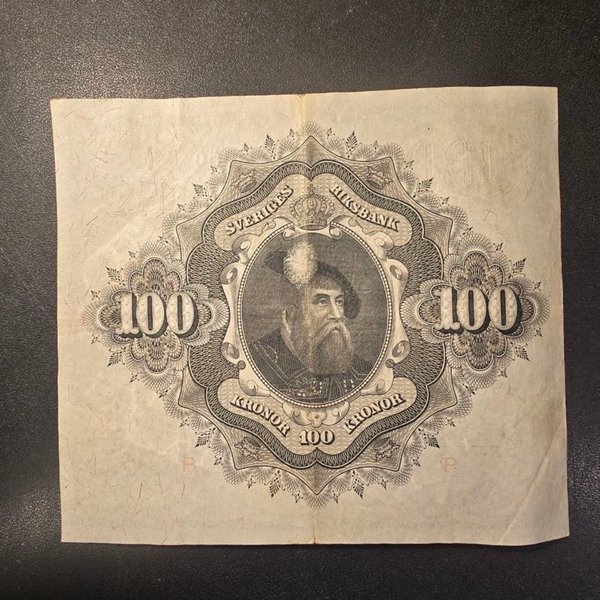 SVERIGES RIKSBANK
100 100
KRONOR 100 KRONOR
P P